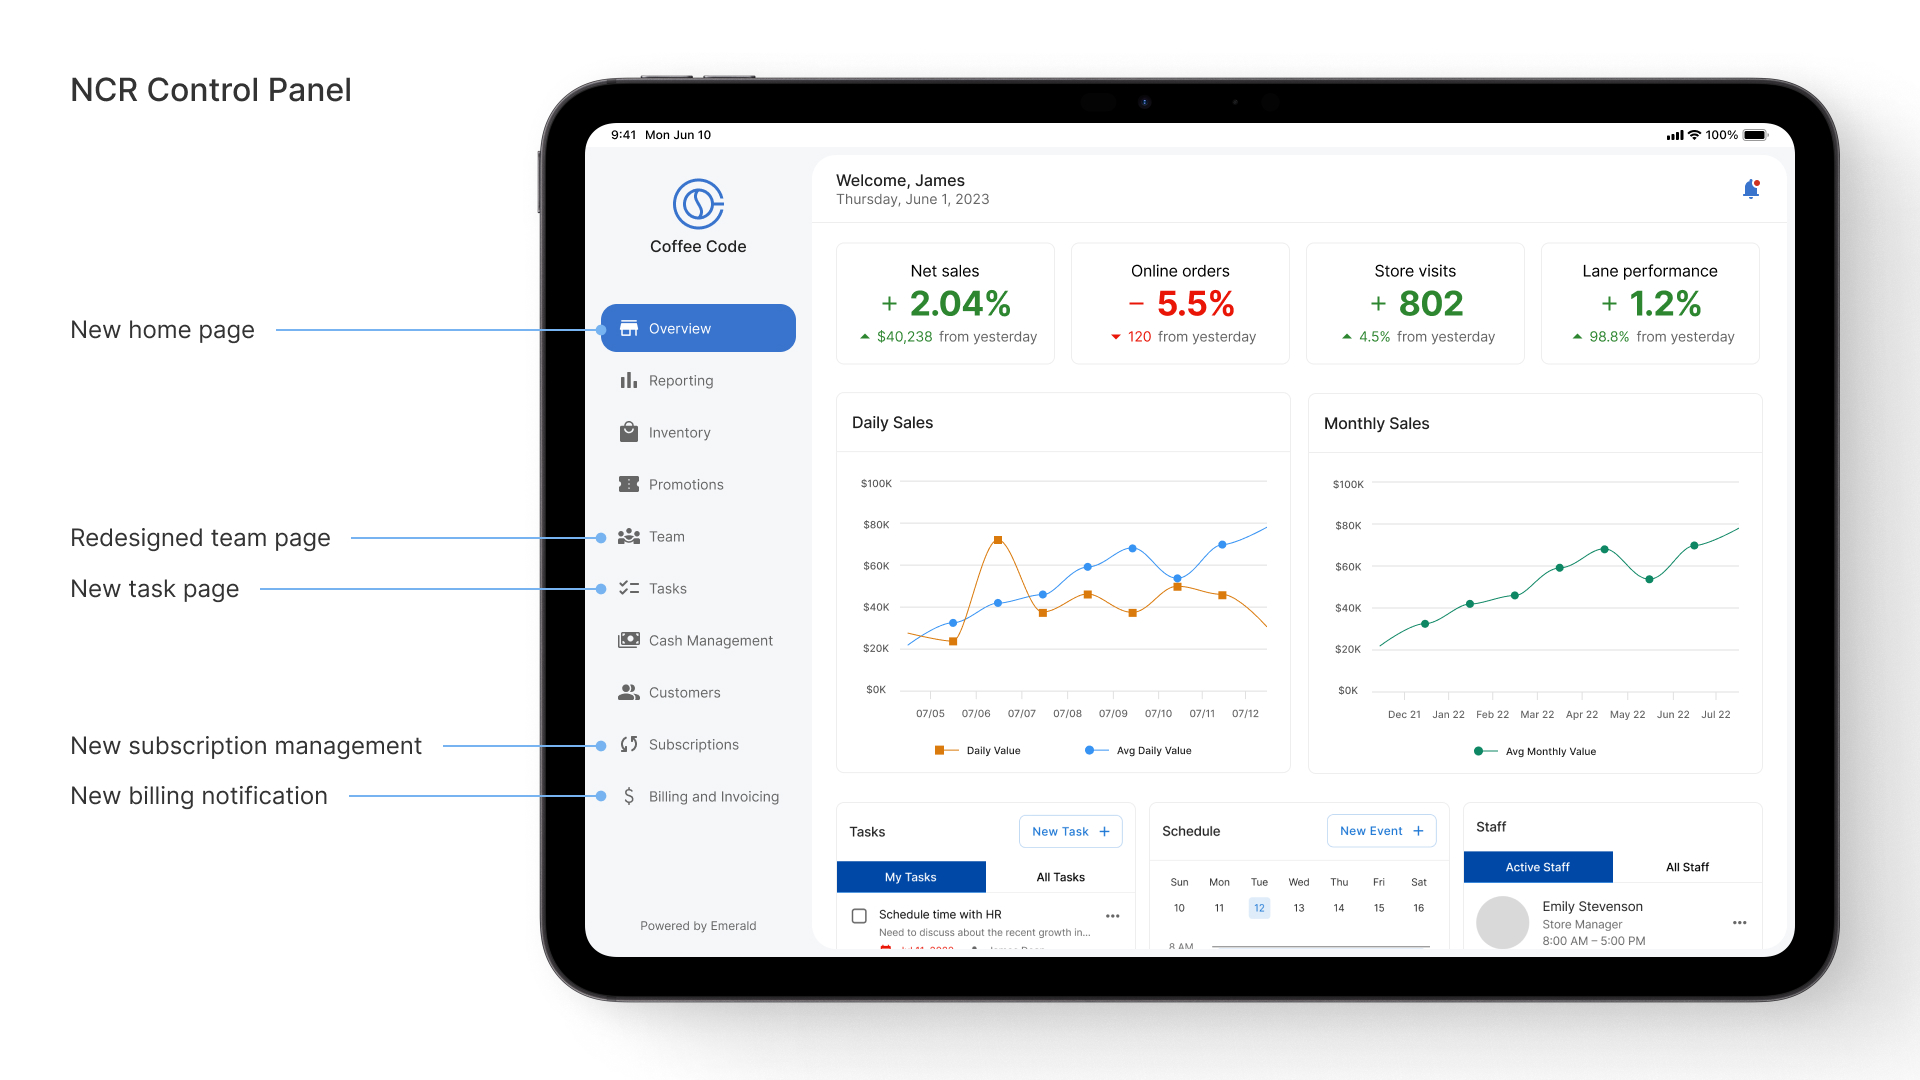 NCR Control Panel
New home page
Redesigned team page
New task page
New subscription management
New billing notification
9:41 Mon Jun 10
100%
Coffee Code
Overview
Reporting
Inventory
Promotions
Team
Tasks
Cash Management
Customers
Subscriptions
$ Billing and Invoicing
Powered by Emerald
Welcome, James
Thursday, June 1, 2023
Net sales
+ 2.04%
$40,238 from yesterday
Online orders
− 5.5%
120 from yesterday
Store visits
+ 802
4.5% from yesterday
Lane performance
+ 1.2%
98.8% from yesterday
Daily Sales
$100K
$80K
$60K
$40K
$20K
$0K
07/05 07/06 07/07 07/08 07/09 07/10 07/11 07/12
Daily Value Avg Daily Value
Monthly Sales
$100K
$80K
$60K
$40K
$20K
$0K
Dec 21 Jan 22 Feb 22 Mar 22 Apr 22 May 22 Jun 22 Jul 22
Avg Monthly Value
Tasks
New Task +
My Tasks All Tasks
Schedule time with HR
Need to discuss about the recent growth in...
Schedule
New Event +
Sun Mon Tue Wed Thu Fri Sat
10 11 12 13 14 15 16
8 AM
Staff
Active Staff All Staff
Emily Stevenson
Store Manager
8:00 AM – 5:00 PM